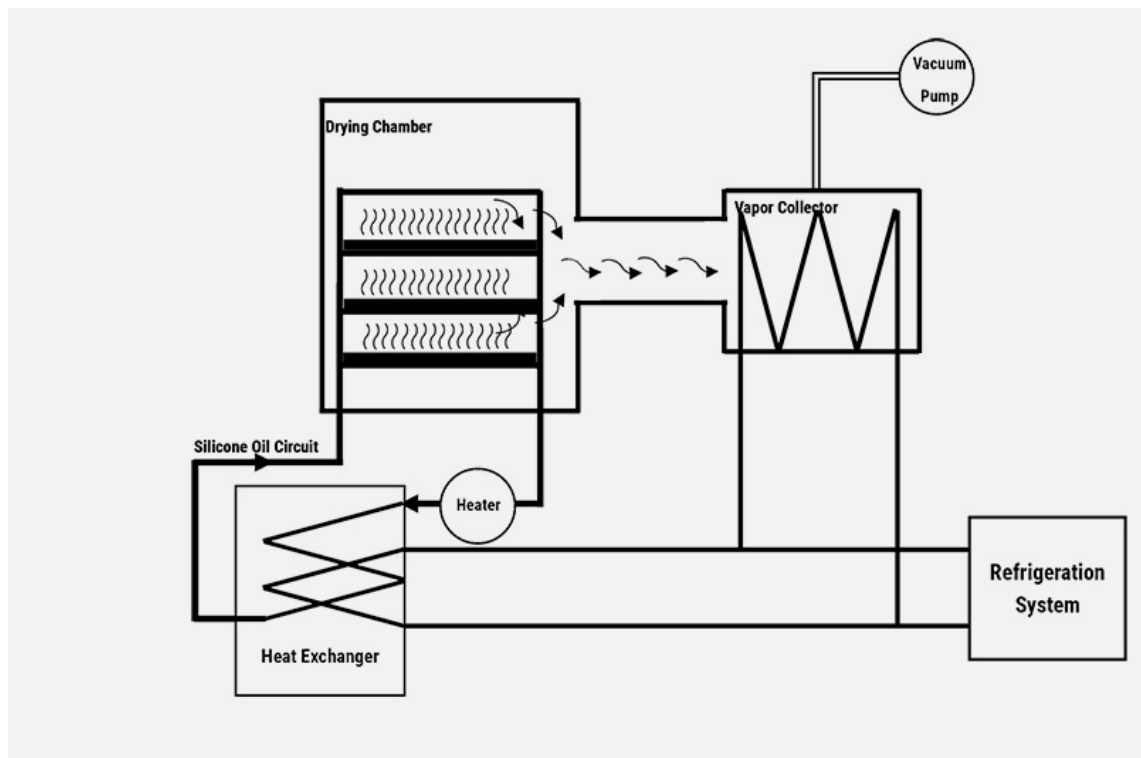 Vacuum
Pump
Drying Chamber
Vapor Collector
Silicone Oil Circuit
Heater
Refrigeration
System
Heat Exchanger